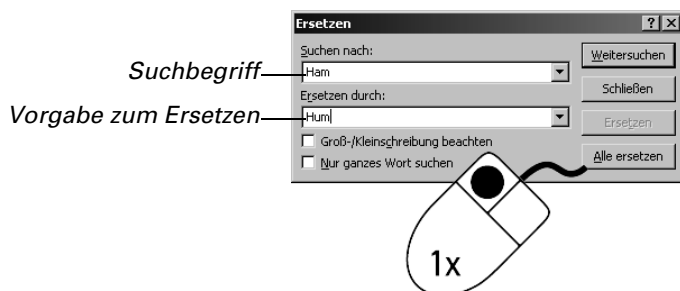 Ersetzen
Suchen nach:
Weitersuchen
Suchbegriff
Ham
Schließen
Ersetzen durch:
Vorgabe zum Ersetzen
Hum
Ersetzen
Groß-/Kleinschreibung beachten
Nur ganzes Wort suchen
Alle ersetzen
1x